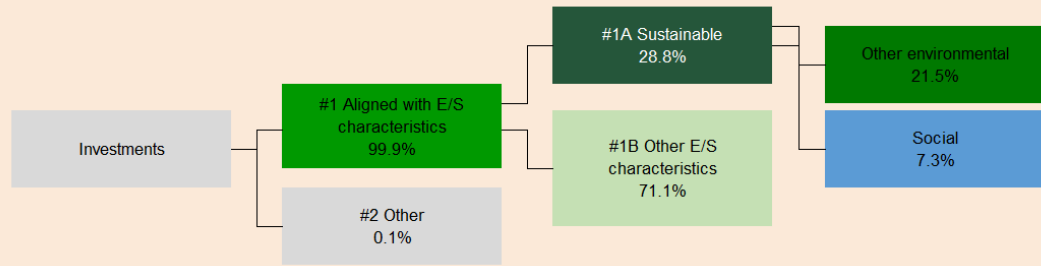 Investments
#1 Aligned with E/S
characteristics
99.9%
#2 Other
0.1%
#1A Sustainable
28.8%
#1B Other E/S
characteristics
71.1%
Other environmental
21.5%
Social
7.3%